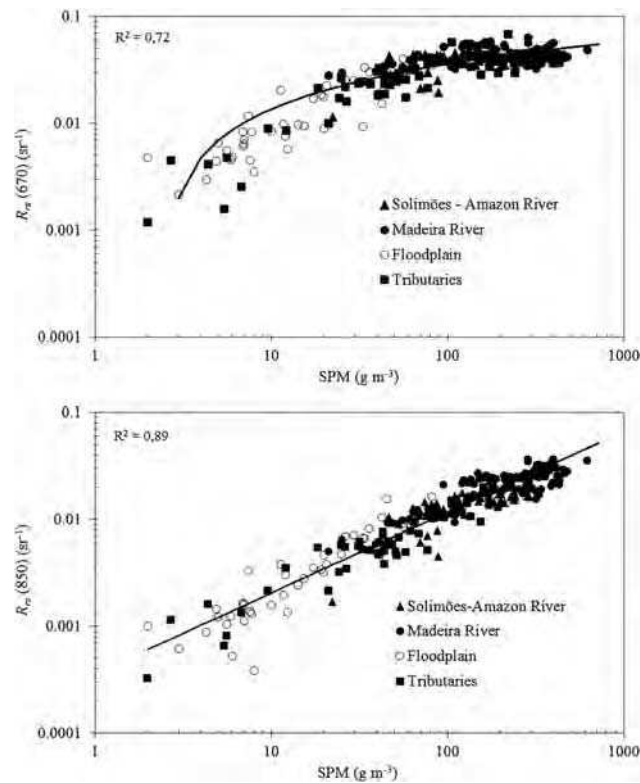 R² = 0,72
0.1
0.01
0.001
0.0001
Rrs (670) (sr⁻¹)
Solimões - Amazon River
Madeira River
Floodplain
Tributaries
1
10
100
1000
SPM (g m⁻³)
R² = 0,89
0.1
0.01
0.001
0.0001
Rrs (850) (sr⁻¹)
Solimões-Amazon River
Madeira River
Floodplain
Tributaries
1
10
100
1000
SPM (g m⁻³)